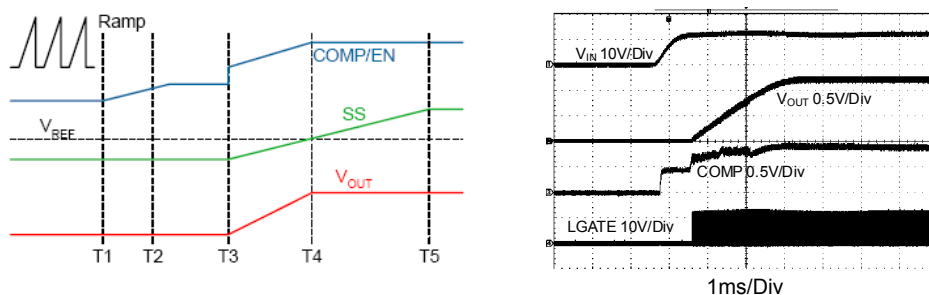 Ramp
COMP/EN
VREF
SS
VOUT
T1 T2 T3 T4 T5
VIN 10V/Div
VOUT 0.5V/Div
COMP 0.5V/Div
LGATE 10V/Div
1ms/Div